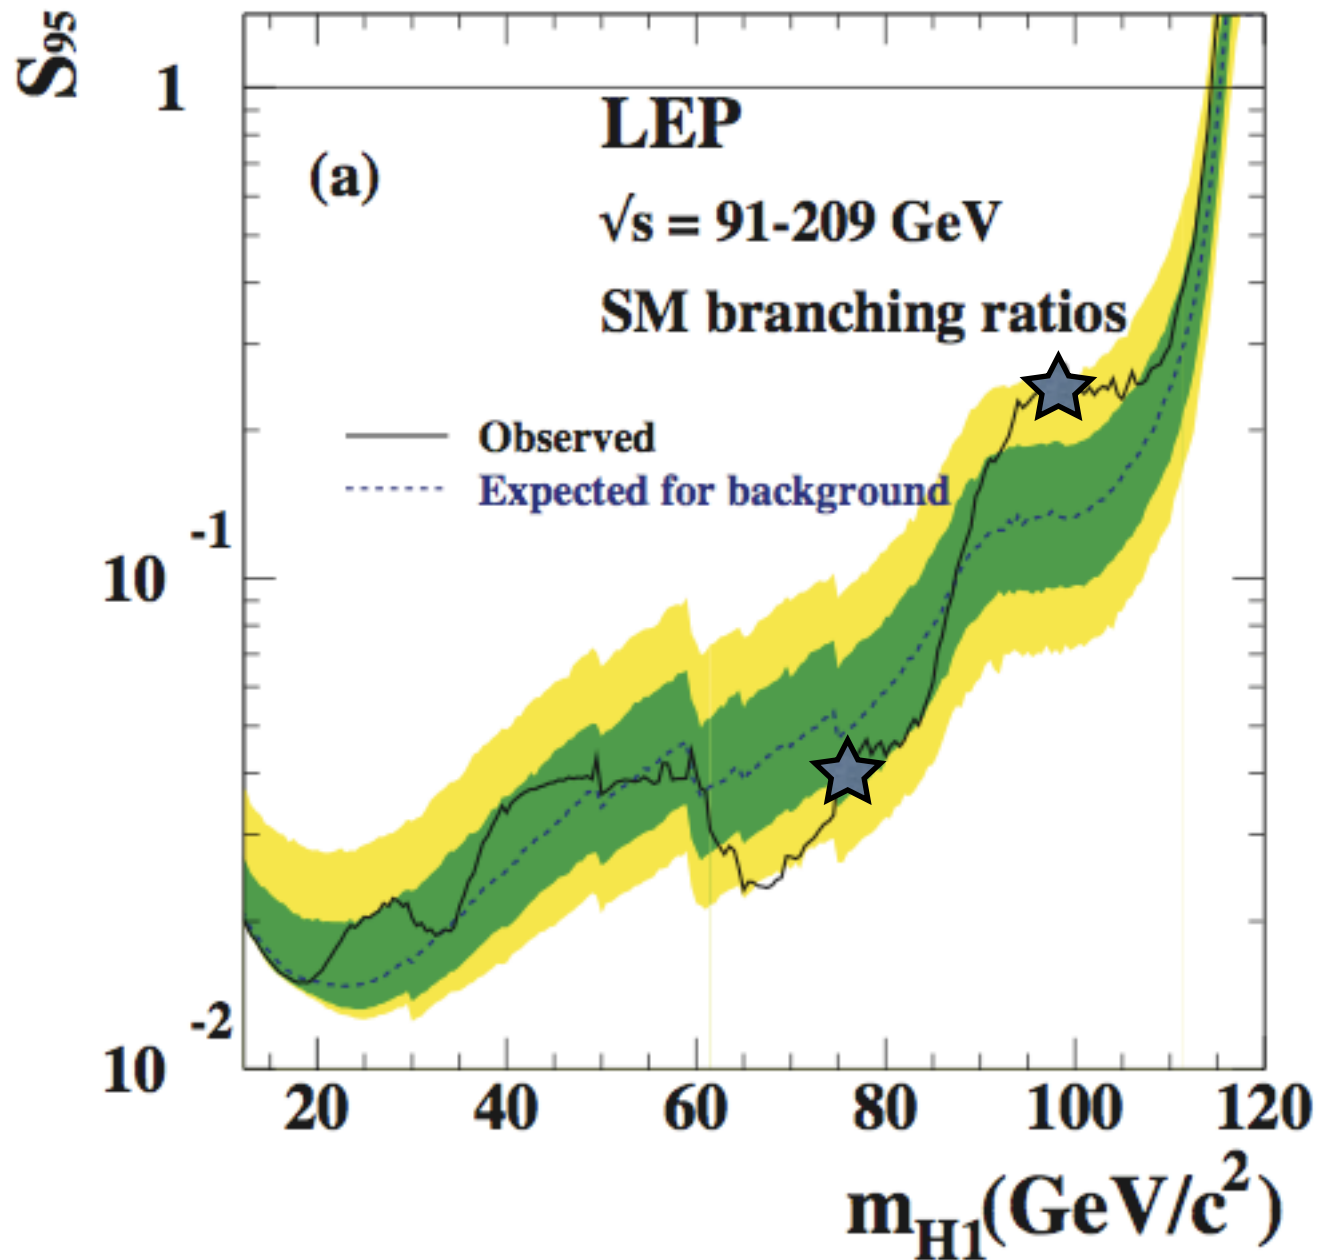 S95
1
LEP
(a)
√s = 91-209 GeV
SM branching ratios
Observed
Expected for background
10 -1
10 -2
20 40 60 80 100 120
mH1(GeV/c2)